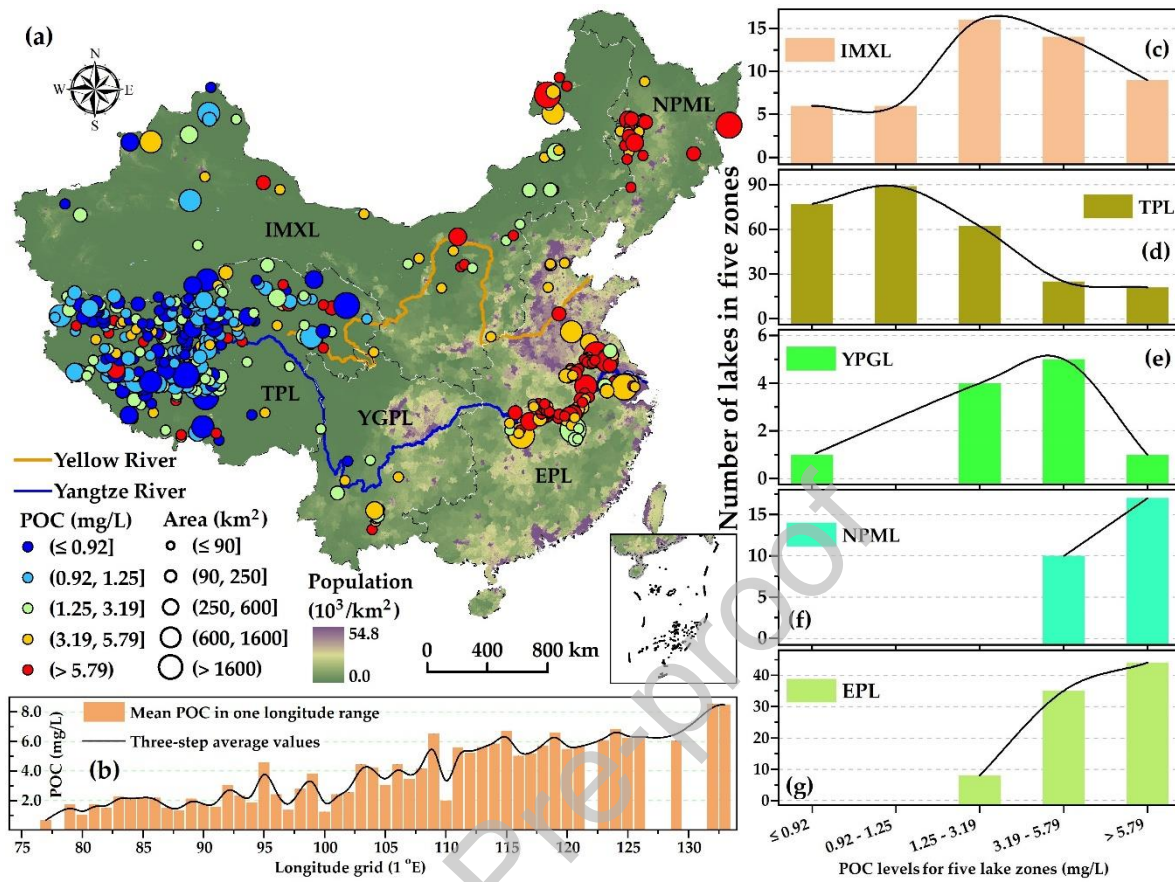 (a)
N
W E
S
NPML
IMXL
TPL
YGPL
EPL
Yellow River
Yangtze River
POC (mg/L)
(≤ 0.92]
(0.92, 1.25]
(1.25, 3.19]
(3.19, 5.79]
(> 5.79)
Area (km²)
(≤ 90]
(90, 250]
(250, 600]
(600, 1600]
(> 1600)
Population
(10³/km²)
54.8
0.0
0 400 800 km
(b)
Mean POC in one longitude range
Three-step average values
POC (mg/L)
8.0
6.0
4.0
2.0
75 80 85 90 95 100 105 110 115 120 125 130
Longitude grid (1 °E)
Number of lakes in five zones
IMXL
(c)
15
10
5
0
TPL
(d)
90
60
30
0
YPGL
(e)
6
4
2
0
NPML
(f)
15
10
5
0
EPL
(g)
40
30
20
10
0
≤ 0.92 0.92 - 1.25 1.25 - 3.19 3.19 - 5.79 > 5.79
POC levels for five lake zones (mg/L)
Pre-proof